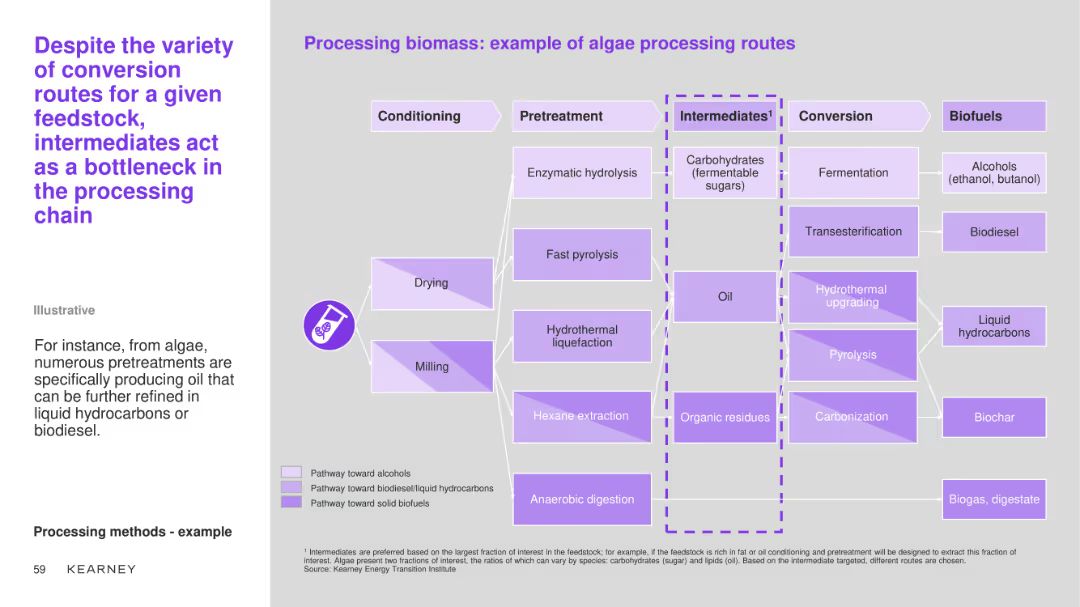 Despite the variety
of conversion
routes for a given
feedstock,
intermediates act
as a bottleneck in
the processing
chain
Illustrative
For instance, from algae,
numerous pretreatments are
specifically producing oil that
can be further refined in
liquid hydrocarbons or
biodiesel.
Processing methods - example
59 KEARNEY
Processing biomass: example of algae processing routes
Conditioning
Pretreatment
Intermediates¹
Conversion
Biofuels
Drying
Milling
Enzymatic hydrolysis
Fast pyrolysis
Hydrothermal
liquefaction
Hexane extraction
Anaerobic digestion
Carbohydrates
(fermentable
sugars)
Oil
Organic residues
Fermentation
Transesterification
Hydrothermal
upgrading
Pyrolysis
Carbonization
Alcohols
(ethanol, butanol)
Biodiesel
Liquid
hydrocarbons
Biochar
Biogas, digestate
Pathway toward alcohols
Pathway toward biodiesel/liquid hydrocarbons
Pathway toward solid biofuels
¹ Intermediates are preferred based on the largest fraction of interest in the feedstock; for example, if the feedstock is rich in fat or oil conditioning and pretreatment will be designed to extract this fraction of
interest. Algae present two fractions of interest, the ratios of which can vary by species: carbohydrates (sugar) and lipids (oil). Based on the intermediate targeted, different routes are chosen.
Source: Kearney Energy Transition Institute